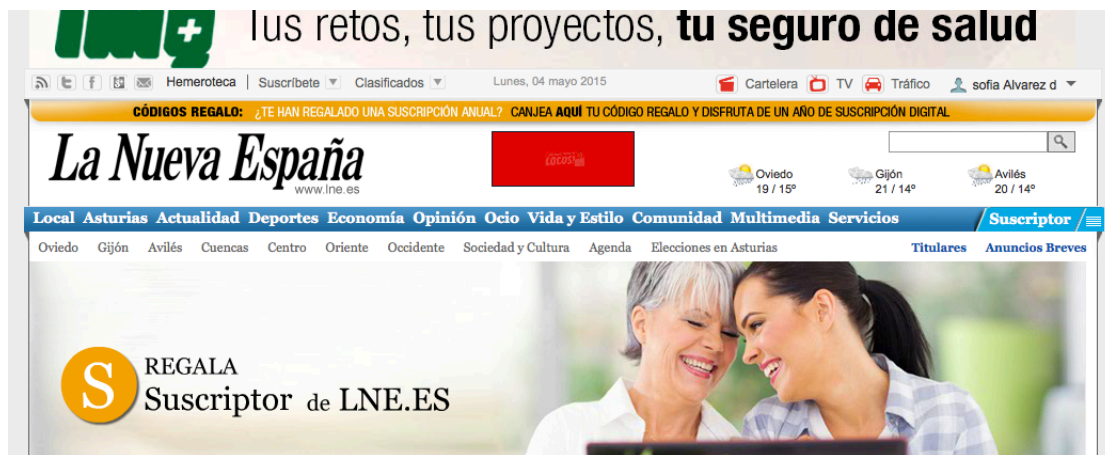 Tus retos, tus proyectos, tu seguro de salud
Hemeroteca | Suscríbete Clasificados Lunes, 04 mayo 2015 Cartelera TV Tráfico sofia Alvarez d
CÓDIGOS REGALO: ¿TE HAN REGALADO UNA SUSCRIPCIÓN ANUAL? CANJEA AQUÍ TU CÓDIGO REGALO Y DISFRUTA DE UN AÑO DE SUSCRIPCIÓN DIGITAL
La Nueva España
www.lne.es
LOCOS!
Oviedo Gijón Avilés
19 / 15º 21 / 14º 20 / 14º
Local Asturias Actualidad Deportes Economía Opinión Ocio Vida y Estilo Comunidad Multimedia Servicios Suscriptor
Oviedo Gijón Avilés Cuencas Centro Oriente Occidente Sociedad y Cultura Agenda Elecciones en Asturias Titulares Anuncios Breves
S
REGALA
Suscriptor de LNE.ES